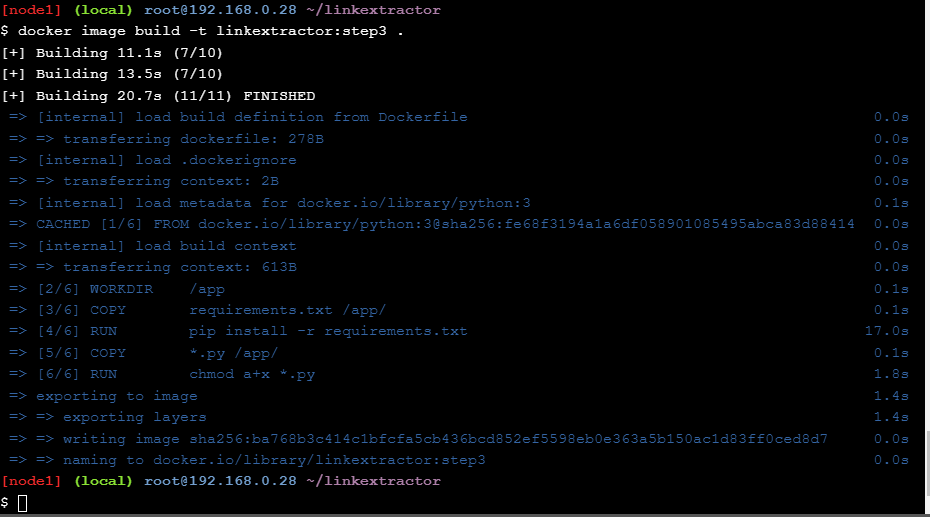 [node1] (local) root@192.168.0.28 ~/linkextractor
$ docker image build -t linkextractor:step3 .
[+] Building 11.1s (7/10)
[+] Building 13.5s (7/10)
[+] Building 20.7s (11/11) FINISHED
=> [internal] load build definition from Dockerfile 0.0s
=> => transferring dockerfile: 278B 0.0s
=> [internal] load .dockerignore 0.0s
=> => transferring context: 2B 0.0s
=> [internal] load metadata for docker.io/library/python:3 0.1s
=> CACHED [1/6] FROM docker.io/library/python:3@sha256:fe68f3194a1a6df058901085495abca83d88414 0.0s
=> [internal] load build context 0.0s
=> => transferring context: 613B 0.0s
=> [2/6] WORKDIR /app 0.1s
=> [3/6] COPY requirements.txt /app/ 0.1s
=> [4/6] RUN pip install -r requirements.txt 17.0s
=> [5/6] COPY *.py /app/ 0.1s
=> [6/6] RUN chmod a+x *.py 1.8s
=> exporting to image 1.4s
=> => exporting layers 1.4s
=> => writing image sha256:ba768b3c414c1bfcfa5cb436bcd852ef5598eb0e363a5b150ac1d83ff0ced8d7 0.0s
=> => naming to docker.io/library/linkextractor:step3 0.0s
[node1] (local) root@192.168.0.28 ~/linkextractor
$